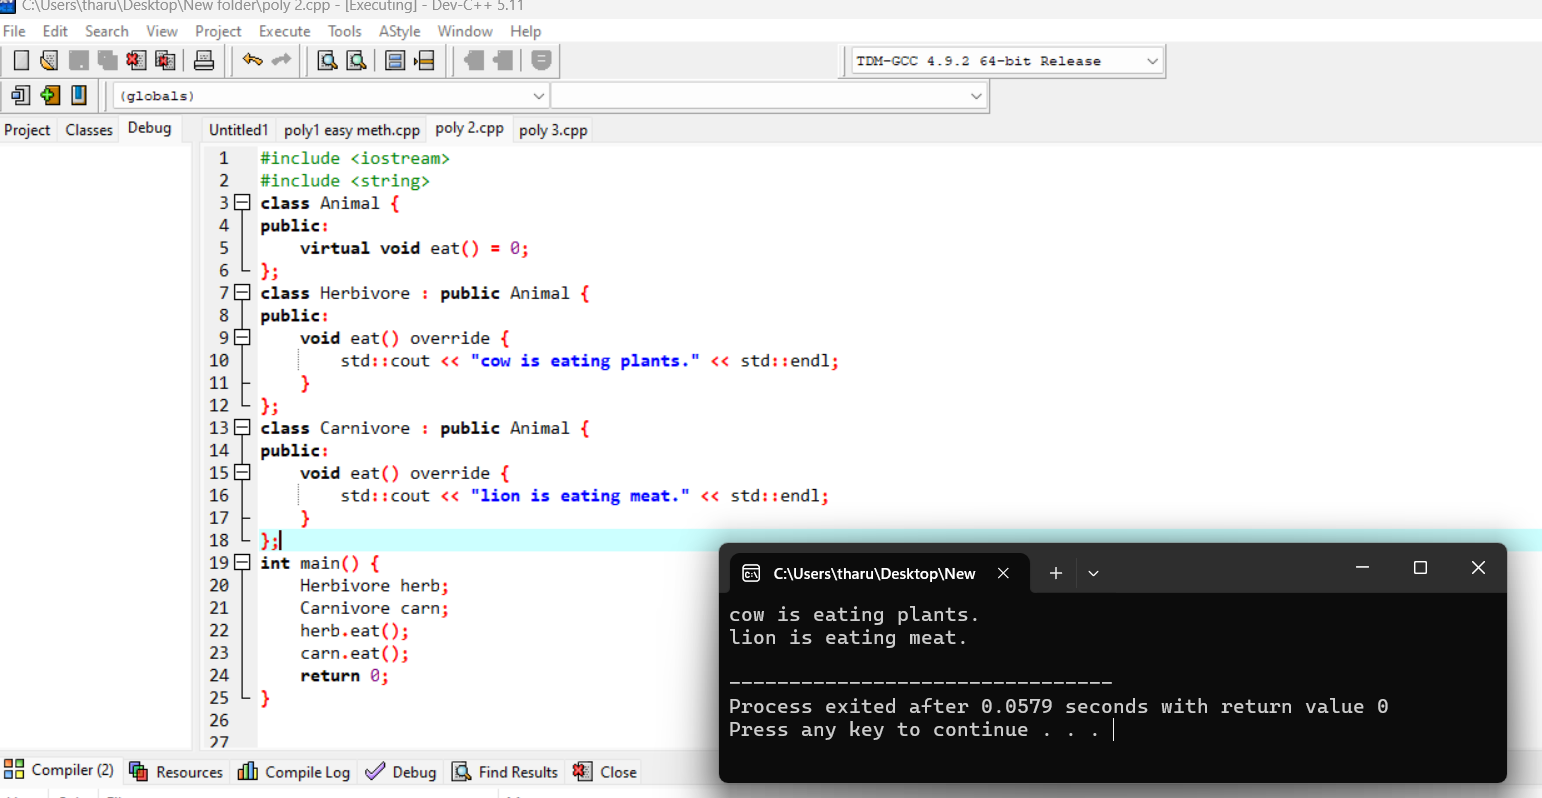 C:\Users\tharu\Desktop\New folder\poly 2.cpp - [Executing] - Dev-C++ 5.11
File Edit Search View Project Execute Tools AStyle Window Help
TDM-GCC 4.9.2 64-bit Release
(globals)
Project Classes Debug
Untitled1 poly1 easy meth.cpp poly 2.cpp poly 3.cpp
1 #include <iostream>
2 #include <string>
3 class Animal {
4 public:
5     virtual void eat() = 0;
6 };
7 class Herbivore : public Animal {
8 public:
9     void eat() override {
10         std::cout << "cow is eating plants." << std::endl;
11     }
12 };
13 class Carnivore : public Animal {
14 public:
15     void eat() override {
16         std::cout << "lion is eating meat." << std::endl;
17     }
18 };
19 int main() {
20     Herbivore herb;
21     Carnivore carn;
22     herb.eat();
23     carn.eat();
24     return 0;
25 }
26
27
C:\Users\tharu\Desktop\New
cow is eating plants.
lion is eating meat.
--------------------------------
Process exited after 0.0579 seconds with return value 0
Press any key to continue . . .
Compiler (2) Resources Compile Log Debug Find Results Close